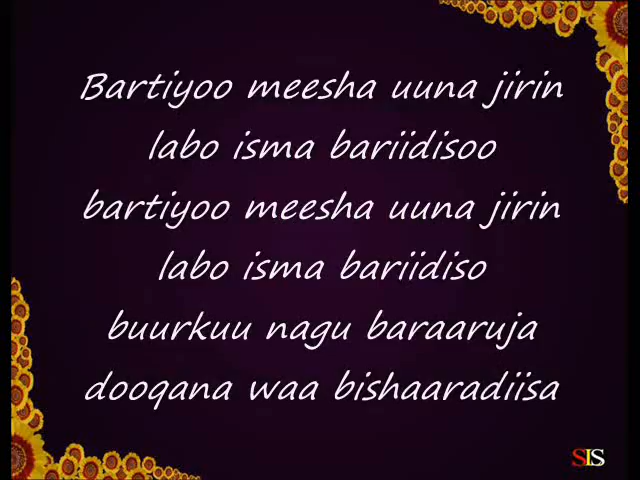 Bartiyoo meesha uuna jirin
labo isma bariidisoo
bartiyoo meesha uuna jirin
labo isma bariidiso
buurkuu nagu baraaruja
dooqana waa bishaaradiisa
SIS